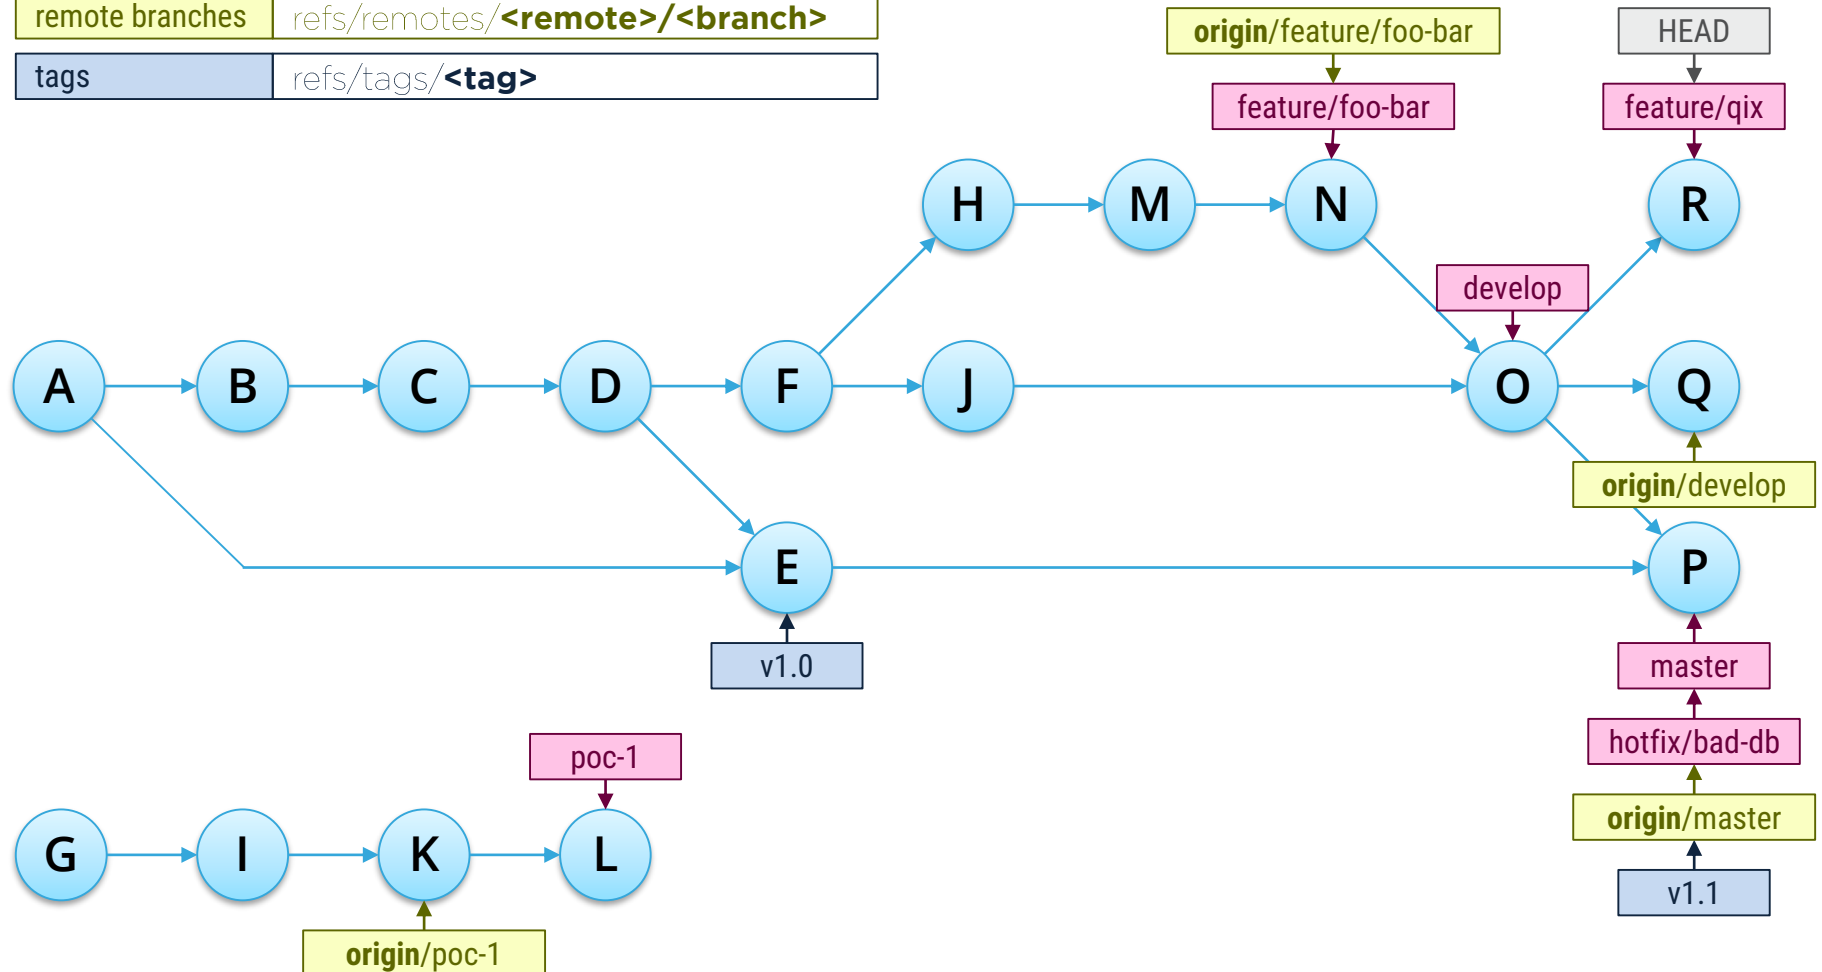 remote branches refs/remotes/<remote>/<branch>
tags refs/tags/<tag>
origin/feature/foo-bar
HEAD
feature/foo-bar
feature/qix
H M N R
develop
A B C D F J O Q
origin/develop
E P
v1.0
master
poc-1
hotfix/bad-db
origin/master
G I K L
v1.1
origin/poc-1